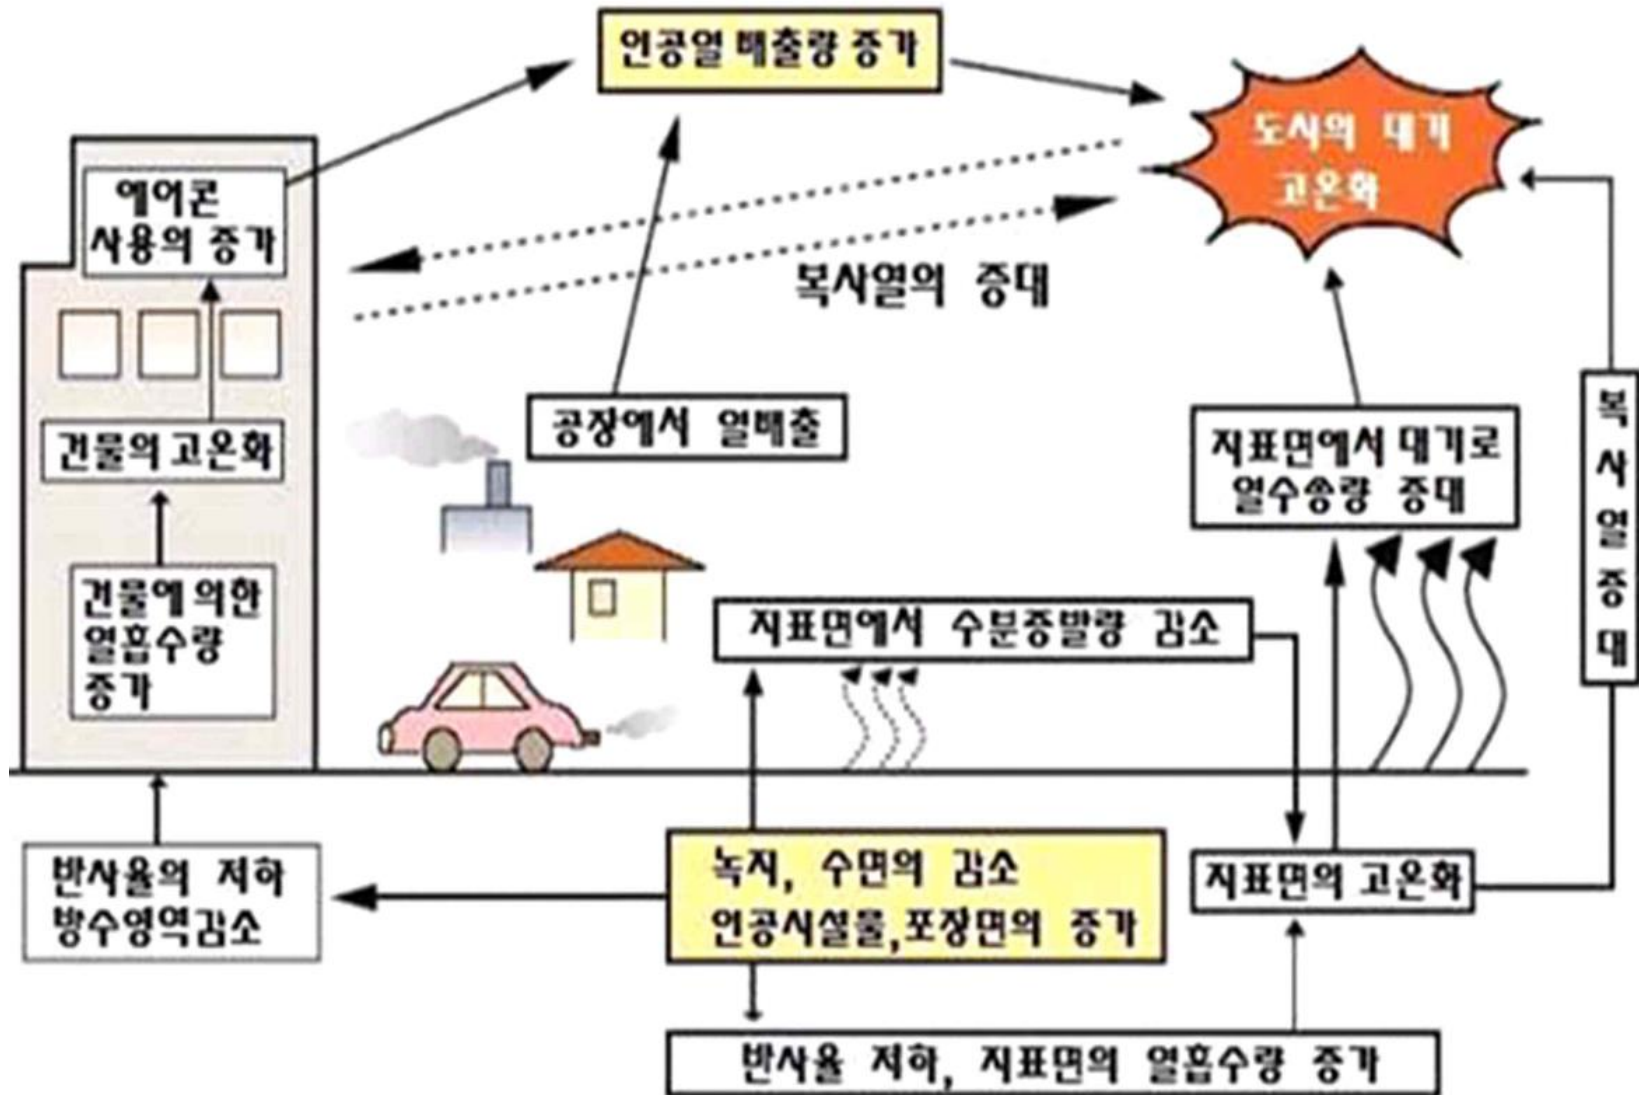 인공열 배출량 증가
도시의 대기
고온화
에어콘
사용의 증가
복사열의 증대
건물의 고온화
공장에서 열배출
지표면에서 대기로
열수송량 증대
복사열증대
건물에 의한
열흡수량
증가
지표면에서 수분증발량 감소
반사율의 저하
방수영역감소
녹지, 수면의 감소
인공시설물,포장면의 증가
지표면의 고온화
반사율 저하, 지표면의 열흡수량 증가